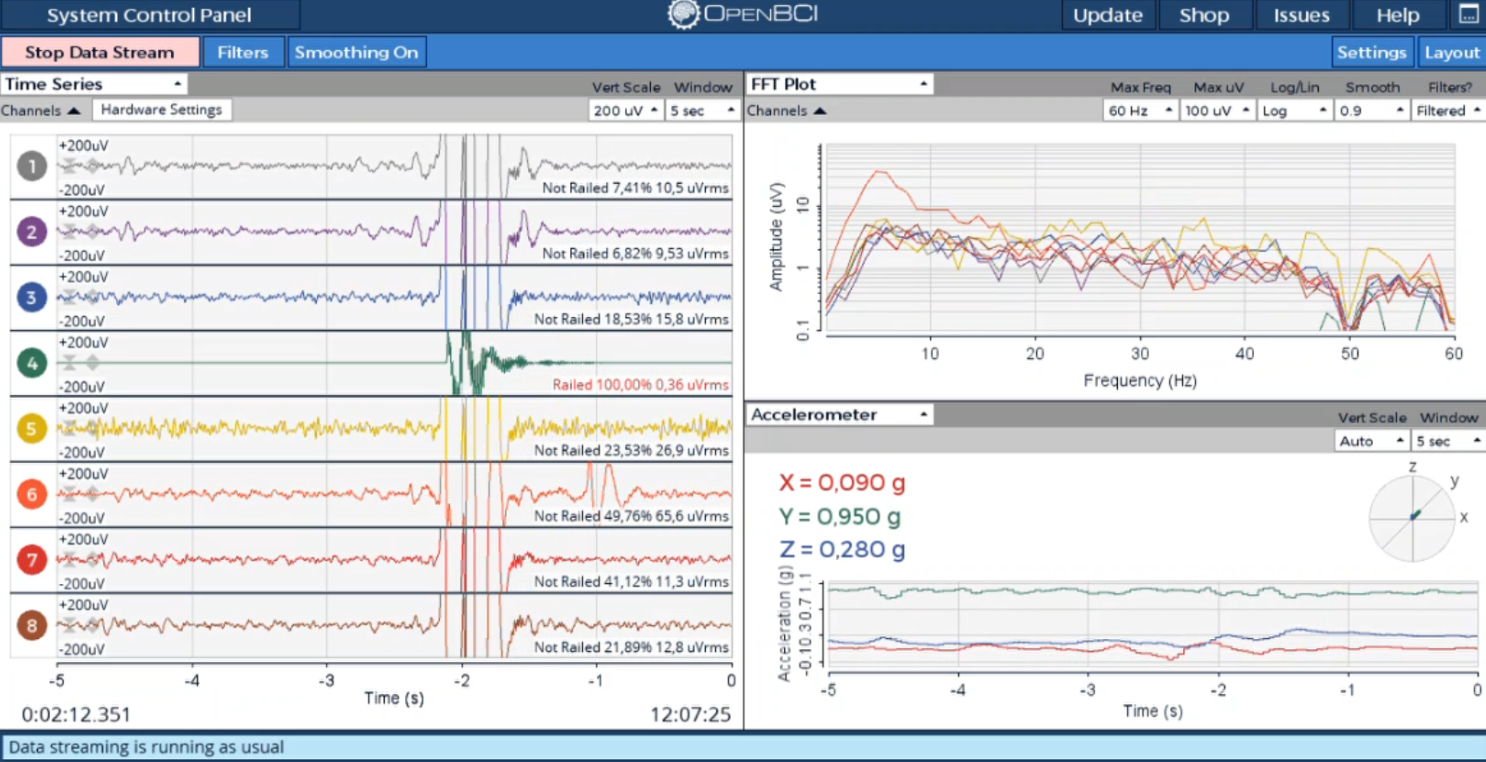 System Control Panel
OPENBCI
Update Shop Issues Help
Stop Data Stream Filters Smoothing On
Settings Layout
Time Series
Vert Scale Window
Channels Hardware Settings
200 uV 5 sec
1 +200uV
-200uV Not Railed 7,41% 10,5 uVrms
2 +200uV
-200uV Not Railed 6,82% 9,53 uVrms
3 +200uV
-200uV Not Railed 18,53% 15,8 uVrms
4 +200uV
-200uV Railed 100,00% 0,36 uVrms
5 +200uV
-200uV Not Railed 23,53% 26,9 uVrms
6 +200uV
-200uV Not Railed 49,76% 65,6 uVrms
7 +200uV
-200uV Not Railed 41,12% 11,3 uVrms
8 +200uV
-200uV Not Railed 21,89% 12,8 uVrms
-5 -4 -3 -2 -1 0
Time (s)
0:02:12.351 12:07:25
FFT Plot
Max Freq Max uV Log/Lin Smooth Filters?
Channels
60 Hz 100 uV Log 0.9 Filtered
Amplitude (uV)
10
1
0.1
10 20 30 40 50 60
Frequency (Hz)
Accelerometer
Vert Scale Window
Auto 5 sec
X = 0,090 g
Y = 0,950 g
Z = 0,280 g
z
y
x
Acceleration (g)
-0.1 0.3 0.7 1.1
-5 -4 -3 -2 -1 0
Time (s)
Data streaming is running as usual